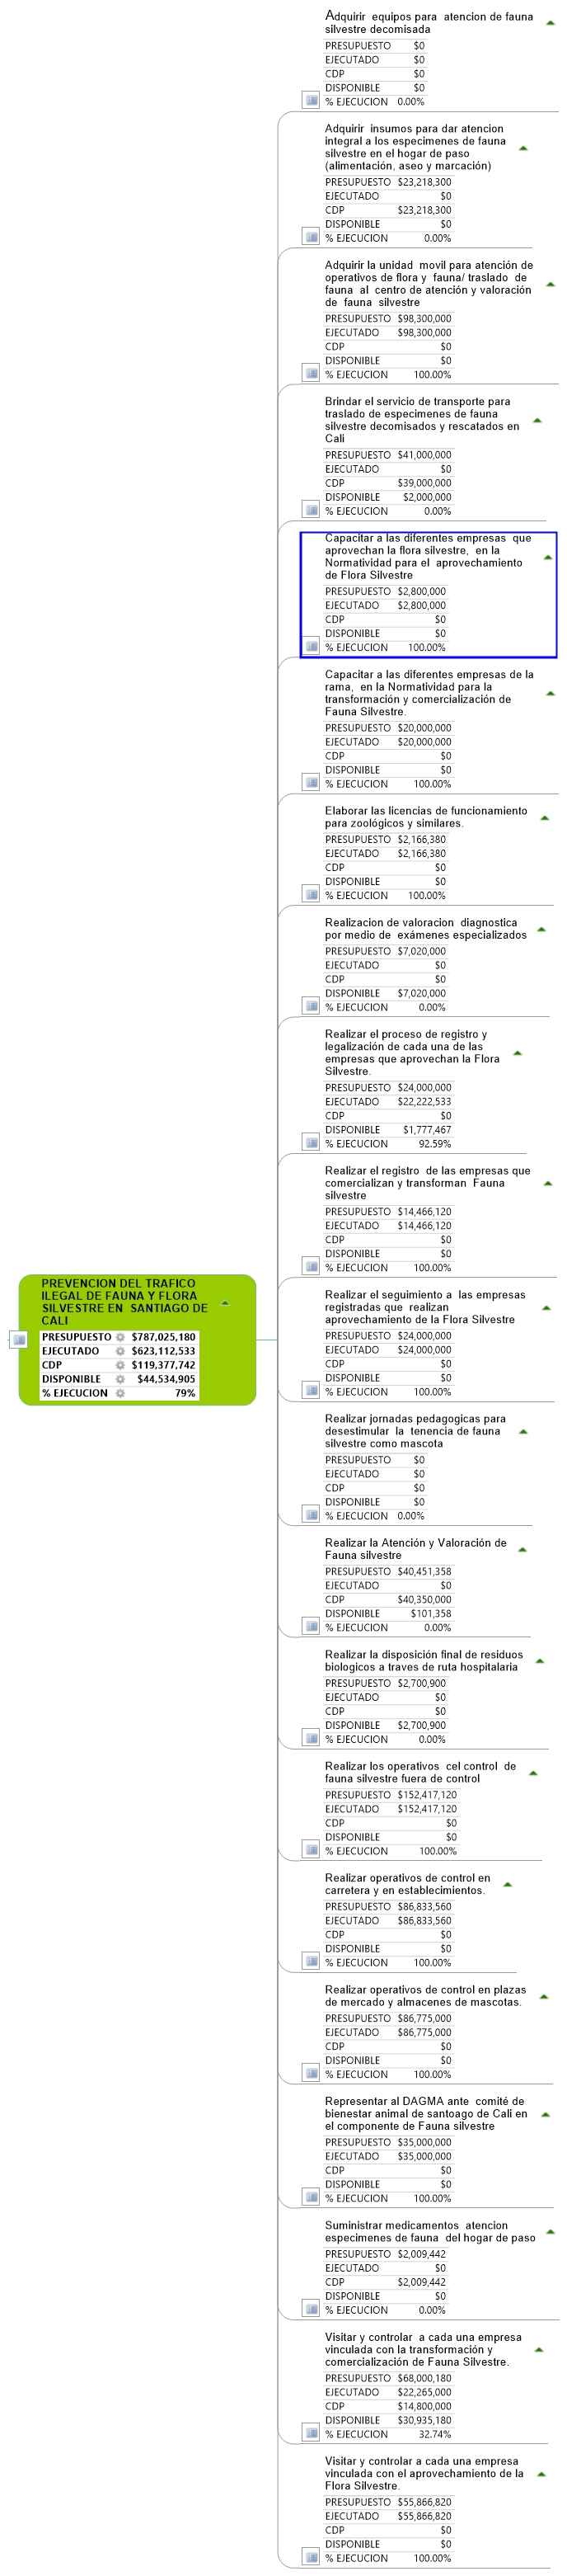 Adquirir equipos para atencion de fauna
silvestre decomisada
PRESUPUESTO $0
EJECUTADO $0
CDP $0
DISPONIBLE $0
% EJECUCION 0.00%
Adquirir insumos para dar atencion
integral a los especimenes de fauna
silvestre en el hogar de paso
(alimentación, aseo y marcación)
PRESUPUESTO $23,218,300
EJECUTADO $0
CDP $23,218,300
DISPONIBLE $0
% EJECUCION 0.00%
Adquirir la unidad movil para atención de
operativos de flora y fauna/ traslado de
fauna al centro de atención y valoración
de fauna silvestre
PRESUPUESTO $98,300,000
EJECUTADO $98,300,000
CDP $0
DISPONIBLE $0
% EJECUCION 100.00%
Brindar el servicio de transporte para
traslado de especimenes de fauna
silvestre decomisados y rescatados en
Cali
PRESUPUESTO $41,000,000
EJECUTADO $0
CDP $39,000,000
DISPONIBLE $2,000,000
% EJECUCION 0.00%
Capacitar a las diferentes empresas que
aprovechan la flora silvestre, en la
Normatividad para el aprovechamiento
de Flora Silvestre
PRESUPUESTO $2,800,000
EJECUTADO $2,800,000
CDP $0
DISPONIBLE $0
% EJECUCION 100.00%
Capacitar a las diferentes empresas de la
rama, en la Normatividad para la
transformación y comercialización de
Fauna Silvestre.
PRESUPUESTO $20,000,000
EJECUTADO $20,000,000
CDP $0
DISPONIBLE $0
% EJECUCION 100.00%
Elaborar las licencias de funcionamiento
para zoológicos y similares.
PRESUPUESTO $2,166,380
EJECUTADO $2,166,380
CDP $0
DISPONIBLE $0
% EJECUCION 100.00%
Realizacion de valoracion diagnostica
por medio de exámenes especializados
PRESUPUESTO $7,020,000
EJECUTADO $0
CDP $0
DISPONIBLE $7,020,000
% EJECUCION 0.00%
Realizar el proceso de registro y
legalización de cada una de las
empresas que aprovechan la Flora
Silvestre.
PRESUPUESTO $24,000,000
EJECUTADO $22,222,533
CDP $0
DISPONIBLE $1,777,467
% EJECUCION 92.59%
Realizar el registro de las empresas que
comercializan y transforman Fauna
silvestre
PRESUPUESTO $14,466,120
EJECUTADO $14,466,120
CDP $0
DISPONIBLE $0
% EJECUCION 100.00%
PREVENCION DEL TRAFICO
ILEGAL DE FAUNA Y FLORA
SILVESTRE EN SANTIAGO DE
CALI
PRESUPUESTO $787,025,180
EJECUTADO $623,112,533
CDP $119,377,742
DISPONIBLE $44,534,905
% EJECUCION 79%
Realizar el seguimiento a las empresas
registradas que realizan
aprovechamiento de la Flora Silvestre
PRESUPUESTO $24,000,000
EJECUTADO $24,000,000
CDP $0
DISPONIBLE $0
% EJECUCION 100.00%
Realizar jornadas pedagogicas para
desestimular la tenencia de fauna
silvestre como mascota
PRESUPUESTO $0
EJECUTADO $0
CDP $0
DISPONIBLE $0
% EJECUCION 0.00%
Realizar la Atención y Valoración de
Fauna silvestre
PRESUPUESTO $40,451,358
EJECUTADO $0
CDP $40,350,000
DISPONIBLE $101,358
% EJECUCION 0.00%
Realizar la disposición final de residuos
biologicos a traves de ruta hospitalaria
PRESUPUESTO $2,700,900
EJECUTADO $0
CDP $0
DISPONIBLE $2,700,900
% EJECUCION 0.00%
Realizar los operativos cel control de
fauna silvestre fuera de control
PRESUPUESTO $152,417,120
EJECUTADO $152,417,120
CDP $0
DISPONIBLE $0
% EJECUCION 100.00%
Realizar operativos de control en
carretera y en establecimientos.
PRESUPUESTO $86,833,560
EJECUTADO $86,833,560
CDP $0
DISPONIBLE $0
% EJECUCION 100.00%
Realizar operativos de control en plazas
de mercado y almacenes de mascotas.
PRESUPUESTO $86,775,000
EJECUTADO $86,775,000
CDP $0
DISPONIBLE $0
% EJECUCION 100.00%
Representar al DAGMA ante comité de
bienestar animal de santoago de Cali en
el componente de Fauna silvestre
PRESUPUESTO $35,000,000
EJECUTADO $35,000,000
CDP $0
DISPONIBLE $0
% EJECUCION 100.00%
Suministrar medicamentos atencion
especimenes de fauna del hogar de paso
PRESUPUESTO $2,009,442
EJECUTADO $0
CDP $2,009,442
DISPONIBLE $0
% EJECUCION 0.00%
Visitar y controlar a cada una empresa
vinculada con la transformación y
comercialización de Fauna Silvestre.
PRESUPUESTO $68,000,180
EJECUTADO $22,265,000
CDP $14,800,000
DISPONIBLE $30,935,180
% EJECUCION 32.74%
Visitar y controlar a cada una empresa
vinculada con el aprovechamiento de la
Flora Silvestre.
PRESUPUESTO $55,866,820
EJECUTADO $55,866,820
CDP $0
DISPONIBLE $0
% EJECUCION 100.00%